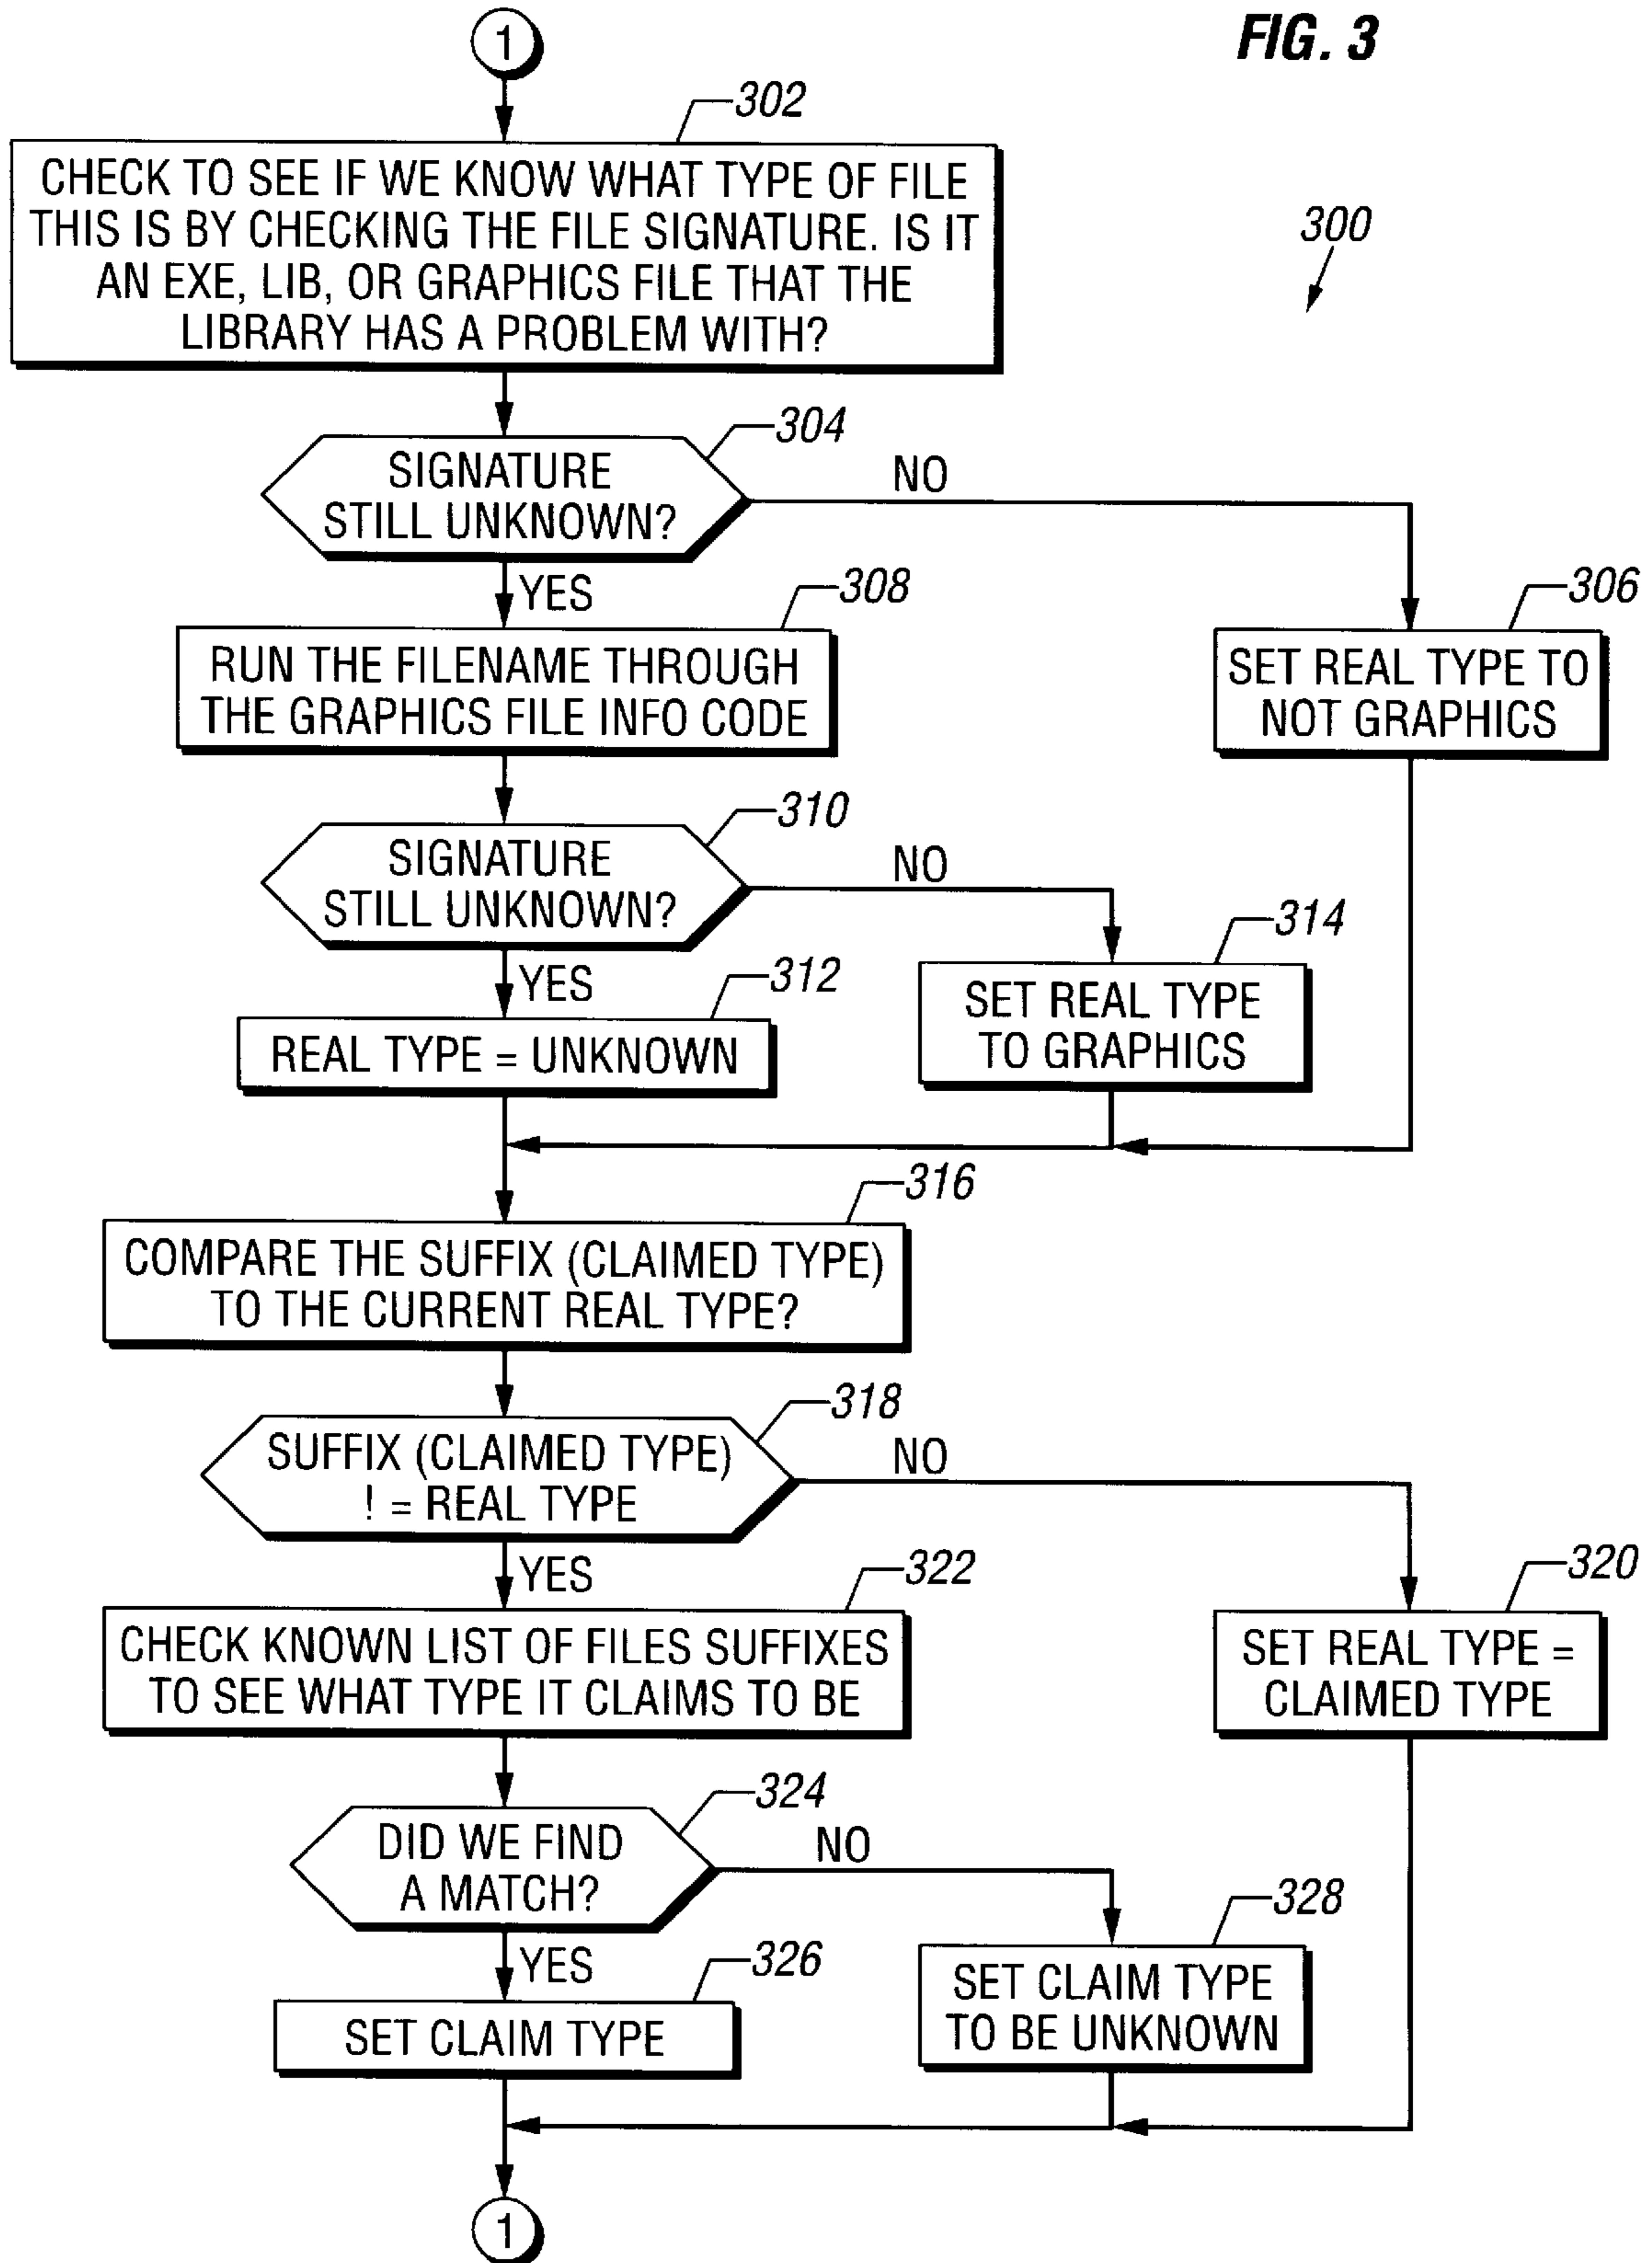 1
FIG. 3
302
CHECK TO SEE IF WE KNOW WHAT TYPE OF FILE
THIS IS BY CHECKING THE FILE SIGNATURE. IS IT
AN EXE, LIB, OR GRAPHICS FILE THAT THE
LIBRARY HAS A PROBLEM WITH?
300
304
SIGNATURE
STILL UNKNOWN?
NO
YES
308
RUN THE FILENAME THROUGH
THE GRAPHICS FILE INFO CODE
306
SET REAL TYPE TO
NOT GRAPHICS
310
SIGNATURE
STILL UNKNOWN?
NO
YES
312
REAL TYPE = UNKNOWN
314
SET REAL TYPE
TO GRAPHICS
316
COMPARE THE SUFFIX (CLAIMED TYPE)
TO THE CURRENT REAL TYPE?
318
SUFFIX (CLAIMED TYPE)
! = REAL TYPE
NO
YES
322
CHECK KNOWN LIST OF FILES SUFFIXES
TO SEE WHAT TYPE IT CLAIMS TO BE
320
SET REAL TYPE =
CLAIMED TYPE
324
DID WE FIND
A MATCH?
NO
YES
326
SET CLAIM TYPE
328
SET CLAIM TYPE
TO BE UNKNOWN
1